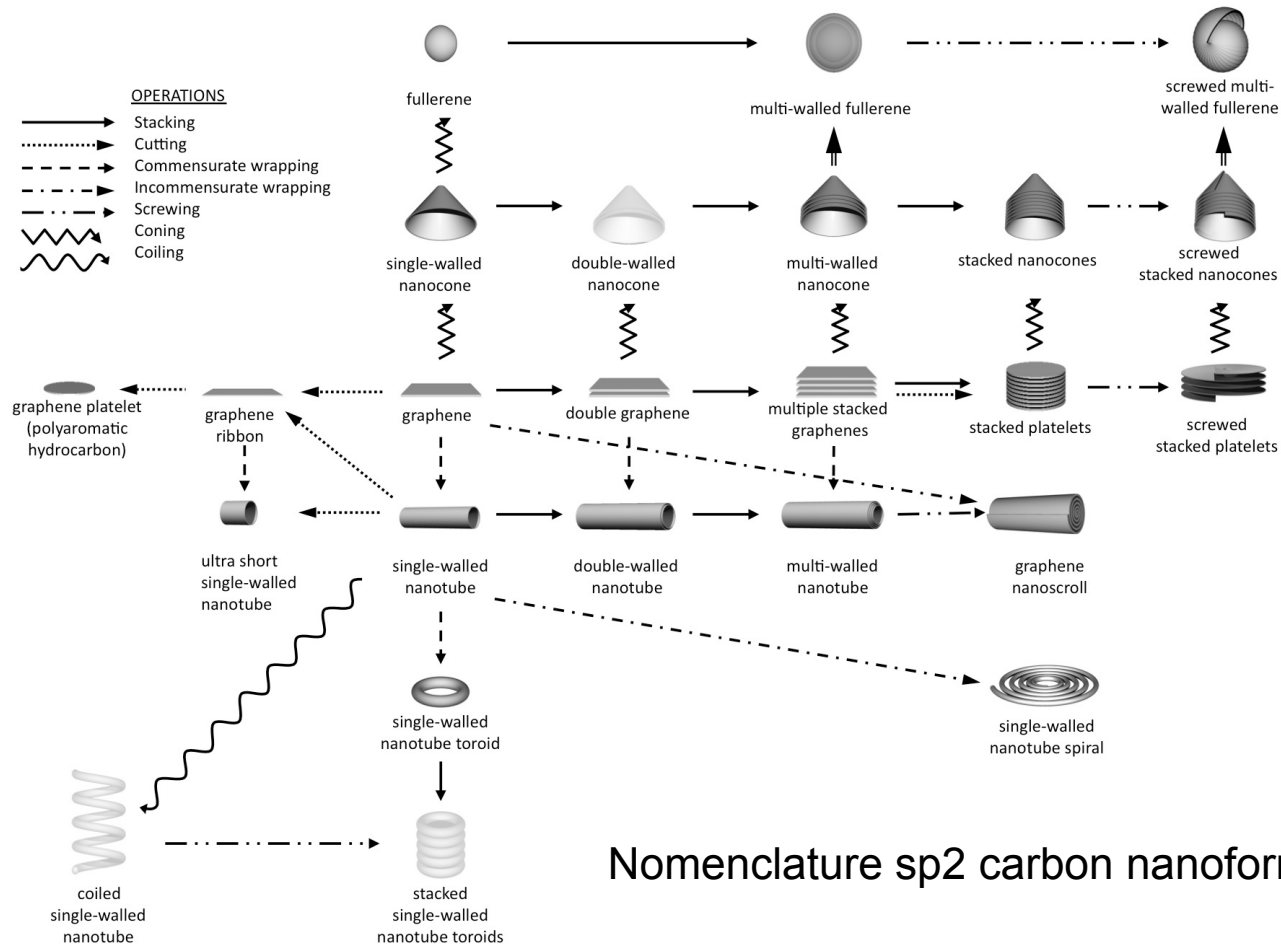 OPERATIONS
Stacking
Cutting
Commensurate wrapping
Incommensurate wrapping
Screwing
Coning
Coiling
fullerene
multi-walled fullerene
screwed multi-
walled fullerene
single-walled
nanocone
double-walled
nanocone
multi-walled
nanocone
stacked nanocones
screwed
stacked nanocones
graphene platelet
(polyaromatic
hydrocarbon)
graphene
ribbon
graphene
double graphene
multiple stacked
graphenes
stacked platelets
screwed
stacked platelets
ultra short
single-walled
nanotube
single-walled
nanotube
double-walled
nanotube
multi-walled
nanotube
graphene
nanoscroll
single-walled
nanotube toroid
single-walled
nanotube spiral
coiled
single-walled
nanotube
stacked
single-walled
nanotube toroids
Nomenclature sp2 carbon